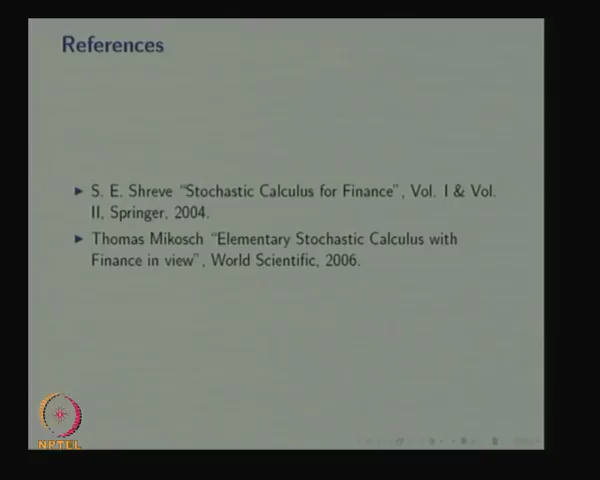 References
▶ S. E. Shreve “Stochastic Calculus for Finance”, Vol. I & Vol.
II, Springer, 2004.
▶ Thomas Mikosch “Elementary Stochastic Calculus with
Finance in view”, World Scientific, 2006.
NPTEL